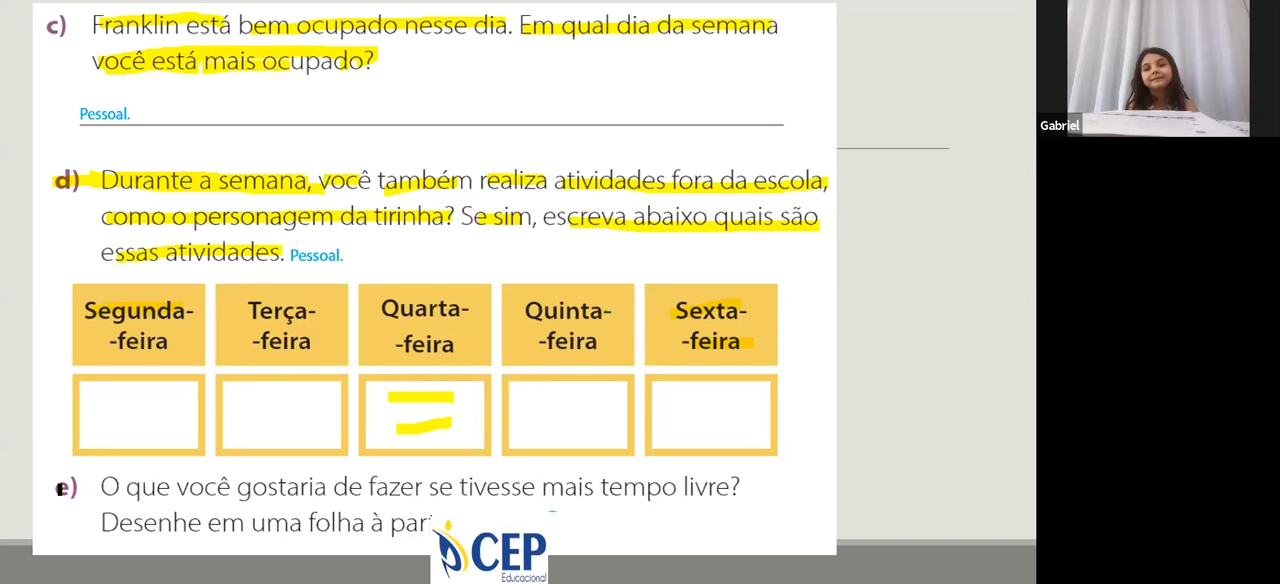 c) Franklin está bem ocupado nesse dia. Em qual dia da semana
você está mais ocupado?
Pessoal.
Gabriel
d) Durante a semana, você também realiza atividades fora da escola,
como o personagem da tirinha? Se sim, escreva abaixo quais são
essas atividades. Pessoal.
Segunda-
-feira
Terça-
-feira
Quarta-
-feira
Quinta-
-feira
Sexta-
-feira
e) O que você gostaria de fazer se tivesse mais tempo livre?
Desenhe em uma folha à
CEP
Educacional